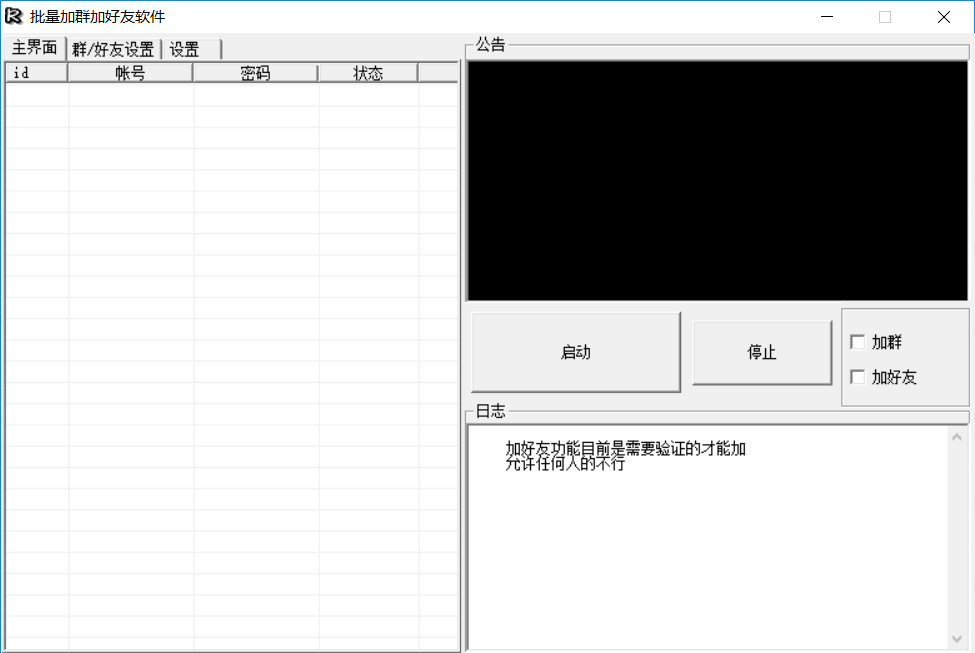 批量加群加好友软件
主界面 群/好友设置 设置
id 帐号 密码 状态
公告
启动 停止
加群
加好友
日志
加好友功能目前是需要验证的才能加
允许任何人的不行